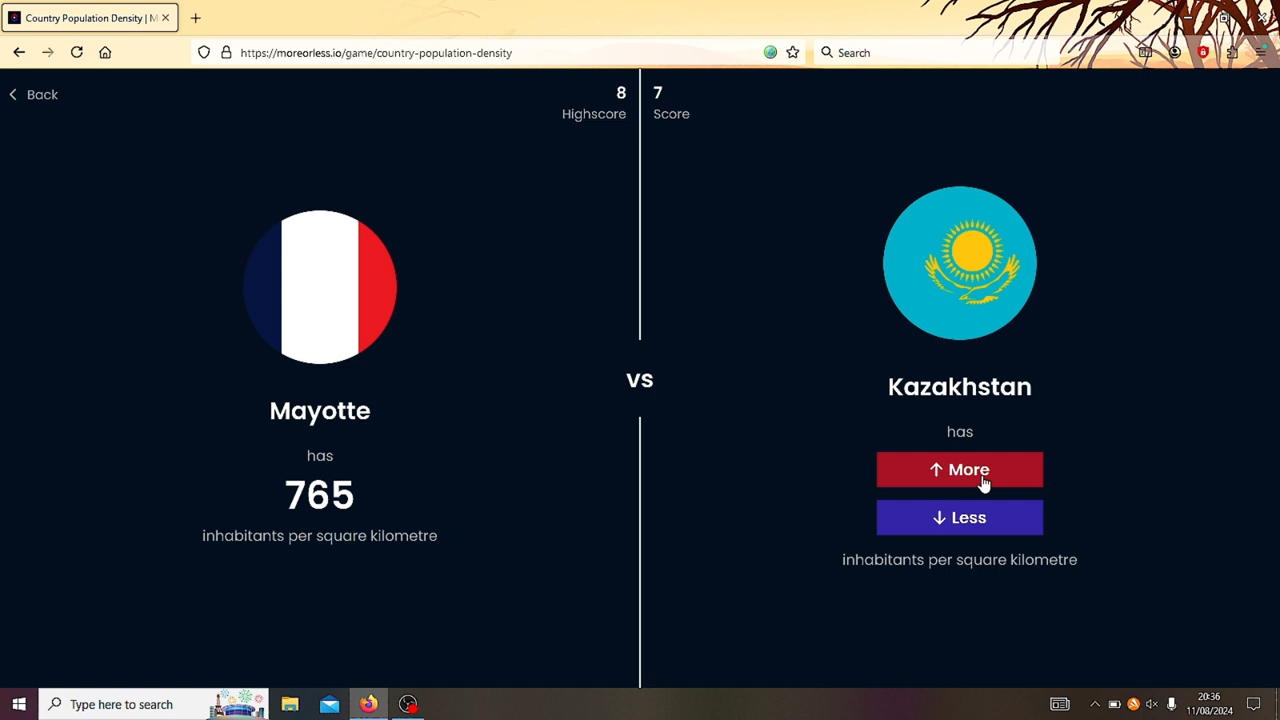 Country Population Density | M
https://moreorless.io/game/country-population-density
Search
Back
8
Highscore
7
Score
Mayotte
has
765
inhabitants per square kilometre
vs
Kazakhstan
has
↑ More
↓ Less
inhabitants per square kilometre
Type here to search
20:36
11/08/2024